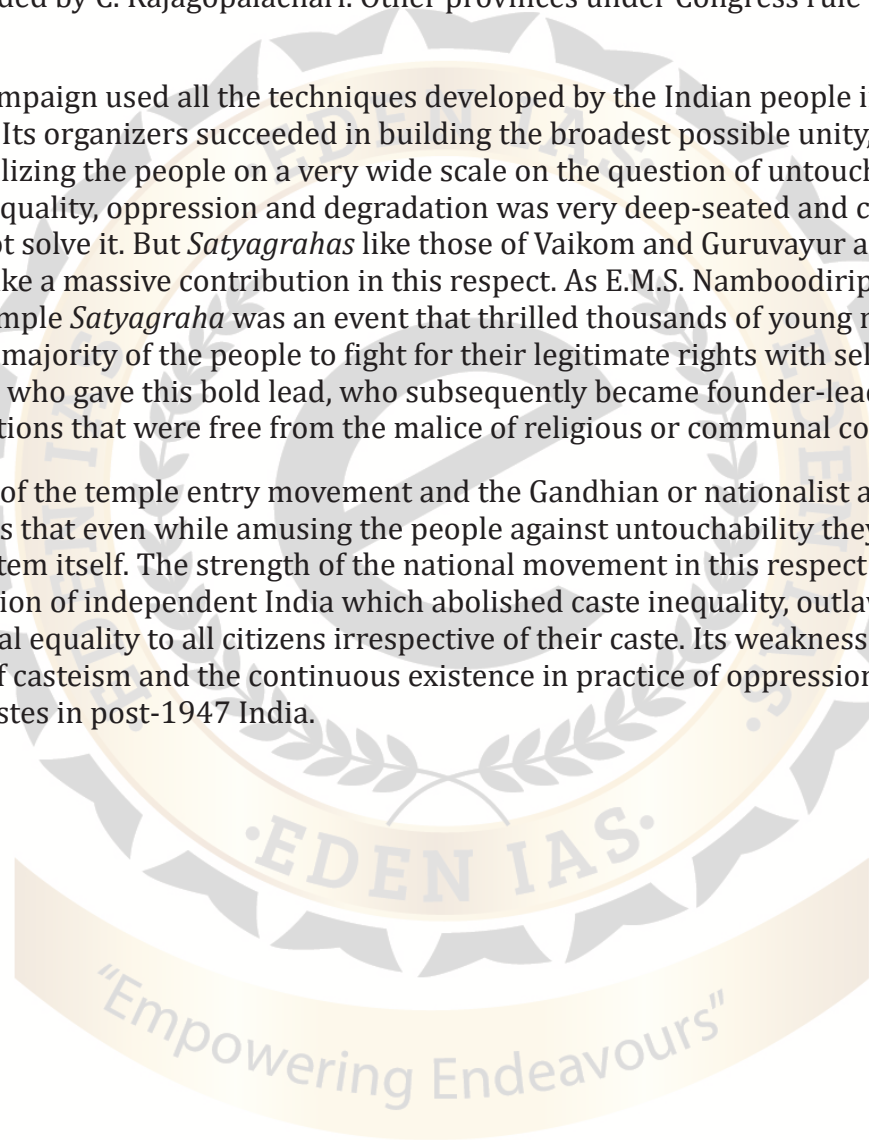 ded by C. Rajagopalachari. Other provinces under Congress rule
mpaign used all the techniques developed by the Indian people i
Its organizers succeeded in building the broadest possible unity,
lizing the people on a very wide scale on the question of untouch
quality, oppression and degradation was very deep-seated and c
ot solve it. But Satyagrahas like those of Vaikom and Guruvayur a
ke a massive contribution in this respect. As E.M.S. Namboodirip
mple Satyagraha was an event that thrilled thousands of young m
majority of the people to fight for their legitimate rights with sel
who gave this bold lead, who subsequently became founder-lead
tions that were free from the malice of religious or communal co
of the temple entry movement and the Gandhian or nationalist a
s that even while amusing the people against untouchability they
tem itself. The strength of the national movement in this respect
ion of independent India which abolished caste inequality, outlav
al equality to all citizens irrespective of their caste. Its weakness
f casteism and the continuous existence in practice of oppression
stes in post-1947 India.
·EDEN IAS·
·EDEN IAS·
·EDEN IAS·
·EDEN IAS·
"Empowering Endeavours"